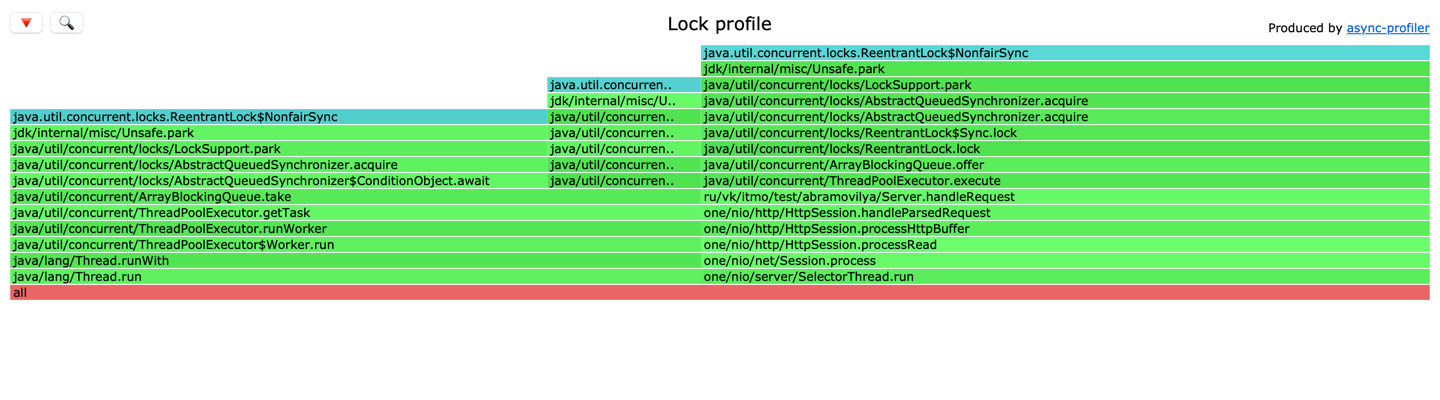 Lock profile
Produced by async-profiler
java.util.concurrent.locks.ReentrantLock$NonfairSync
jdk/internal/misc/Unsafe.park
java.util.concurren.. java/util/concurrent/locks/LockSupport.park
jdk/internal/misc/U.. java/util/concurrent/locks/AbstractQueuedSynchronizer.acquire
java.util.concurrent.locks.ReentrantLock$NonfairSync java/util/concurren.. java/util/concurrent/locks/AbstractQueuedSynchronizer.acquire
jdk/internal/misc/Unsafe.park java/util/concurren.. java/util/concurrent/locks/ReentrantLock$Sync.lock
java/util/concurrent/locks/LockSupport.park java/util/concurren.. java/util/concurrent/locks/ReentrantLock.lock
java/util/concurrent/locks/AbstractQueuedSynchronizer.acquire java/util/concurren.. java/util/concurrent/ArrayBlockingQueue.offer
java/util/concurrent/locks/AbstractQueuedSynchronizer$ConditionObject.await java/util/concurren.. java/util/concurrent/ThreadPoolExecutor.execute
java/util/concurrent/ArrayBlockingQueue.take ru/vk/itmo/test/abramovilya/Server.handleRequest
java/util/concurrent/ThreadPoolExecutor.getTask one/nio/http/HttpSession.handleParsedRequest
java/util/concurrent/ThreadPoolExecutor.runWorker one/nio/http/HttpSession.processHttpBuffer
java/util/concurrent/ThreadPoolExecutor$Worker.run one/nio/http/HttpSession.processRead
java/lang/Thread.runWith one/nio/net/Session.process
java/lang/Thread.run one/nio/server/SelectorThread.run
all